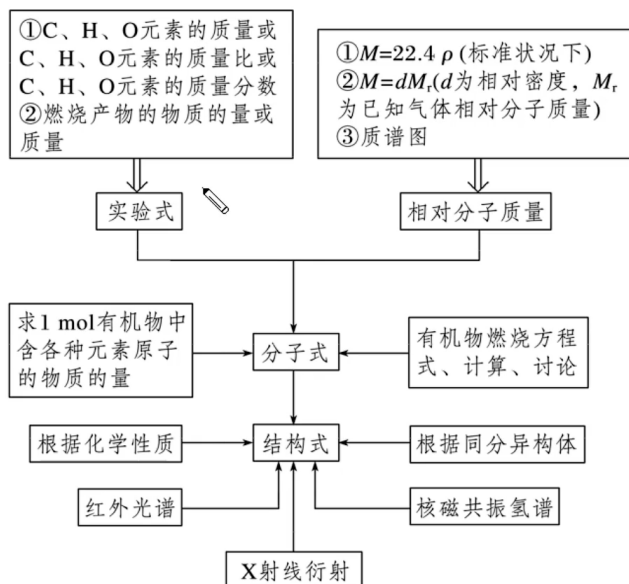 ①C、H、O元素的质量或
C、H、O元素的质量比或
C、H、O元素的质量分数
②燃烧产物的物质的量或
质量
①M=22.4 ρ (标准状况下)
②M=dMr(d为相对密度，Mr
为已知气体相对分子质量)
③质谱图
实验式
相对分子质量
求1 mol有机物中
含各种元素原子
的物质的量
分子式
有机物燃烧方程
式、计算、讨论
根据化学性质
结构式
根据同分异构体
红外光谱
核磁共振氢谱
X射线衍射